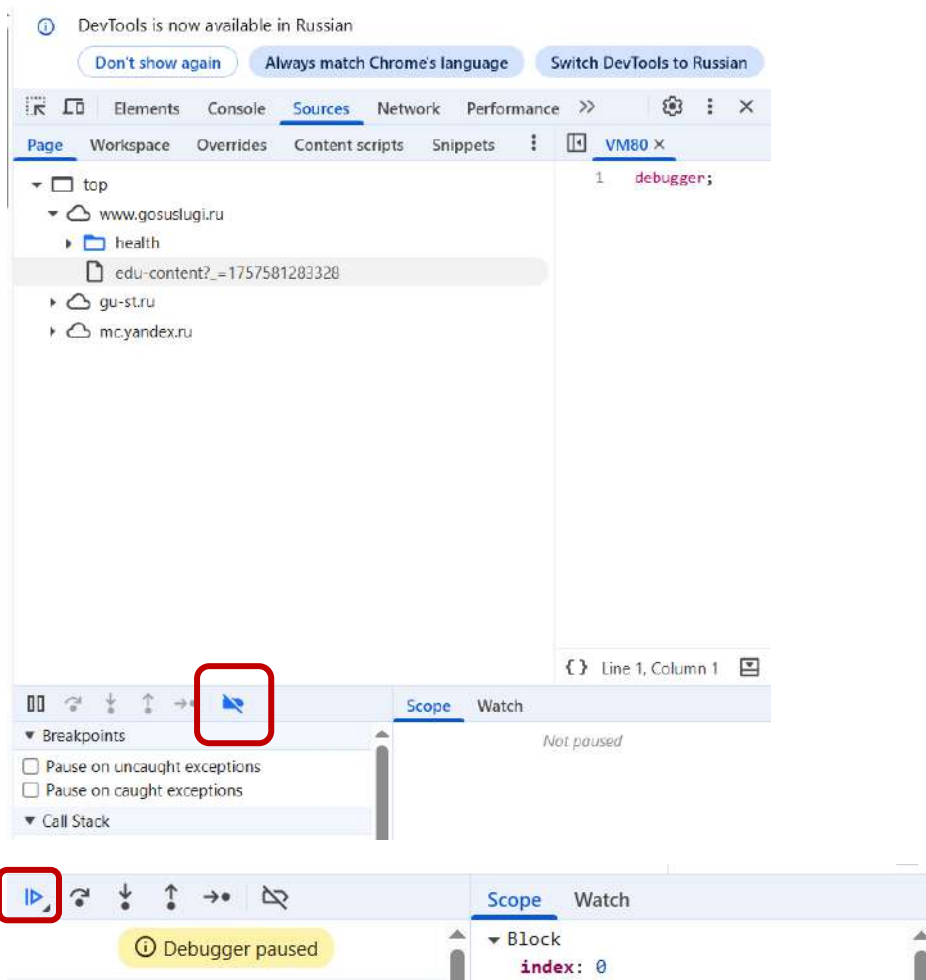 DevTools is now available in Russian
Don't show again Always match Chrome's language Switch DevTools to Russian
Elements Console Sources Network Performance
Page Workspace Overrides Content scripts Snippets VM80 ×
top
www.gosuslugi.ru
health
edu-content?_=1757581283328
gu-st.ru
mc.yandex.ru
1 debugger;
{} Line 1, Column 1
Scope Watch
Breakpoints
Not paused
Pause on uncaught exceptions
Pause on caught exceptions
Call Stack
Scope Watch
Debugger paused
Block
index: 0